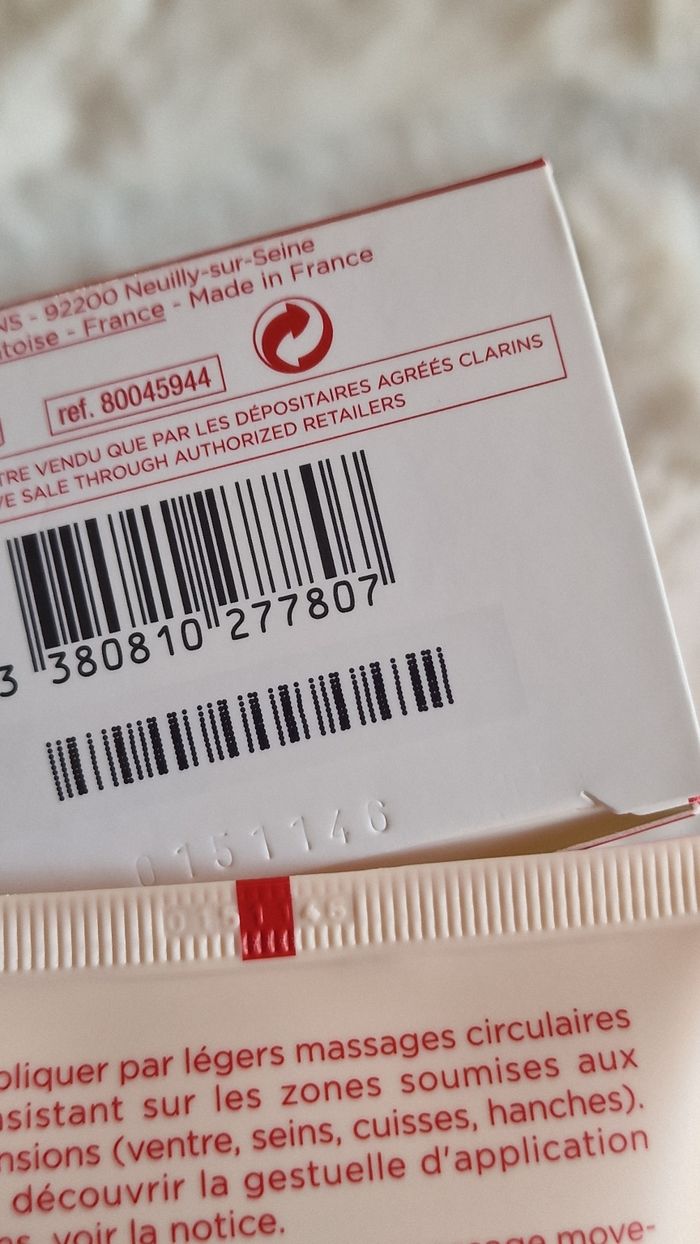 NS - 92200 Neuilly-sur-Seine
toise - France - Made in France
ref. 80045944
TRE VENDU QUE PAR LES DÉPOSITAIRES AGRÉÉS CLARINS
VE SALE THROUGH AUTHORIZED RETAILERS
3 380810 277807
0151146
pliquer par légers massages circulaires
sistant sur les zones soumises aux
nsions (ventre, seins, cuisses, hanches).
découvrir la gestuelle d'application
es, voir la notice.
move-